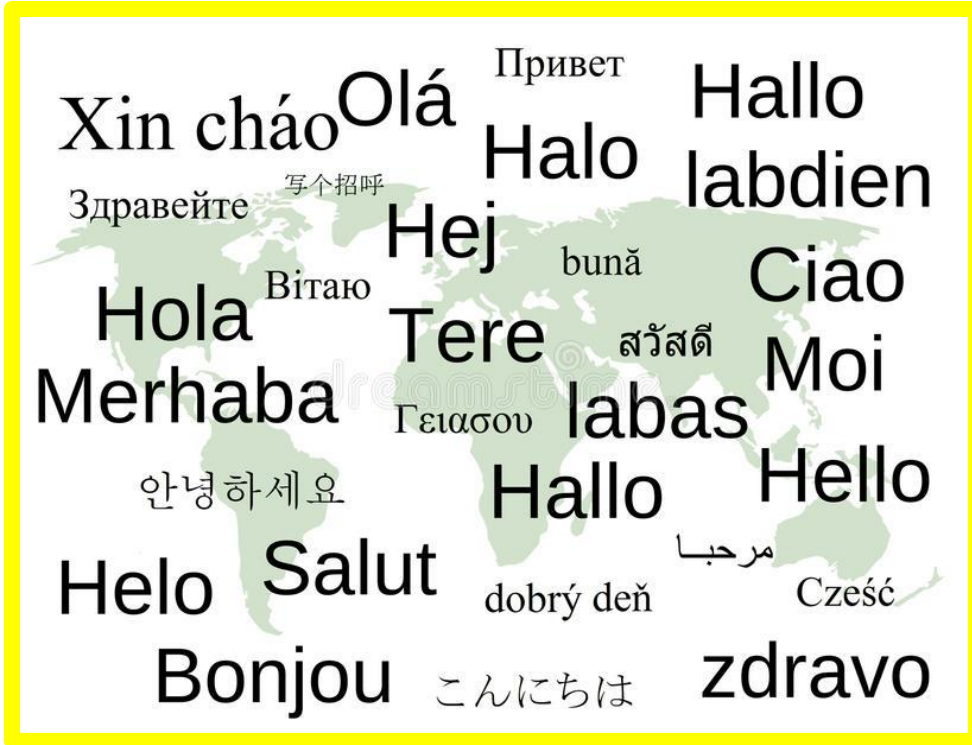 Привет
Hallo
Xin cháo
Olá
Halo
labdien
写个招呼
Здравейте
Hej
bună
Ciao
Вітаю
Hola
Tere
สวัสดี
Moi
Merhaba
Γειασου
labas
안녕하세요
Hallo
Hello
مرحبا
Helo
Salut
dobrý deň
Cześć
Bonjou
こんにちは
zdravo
dreamstime